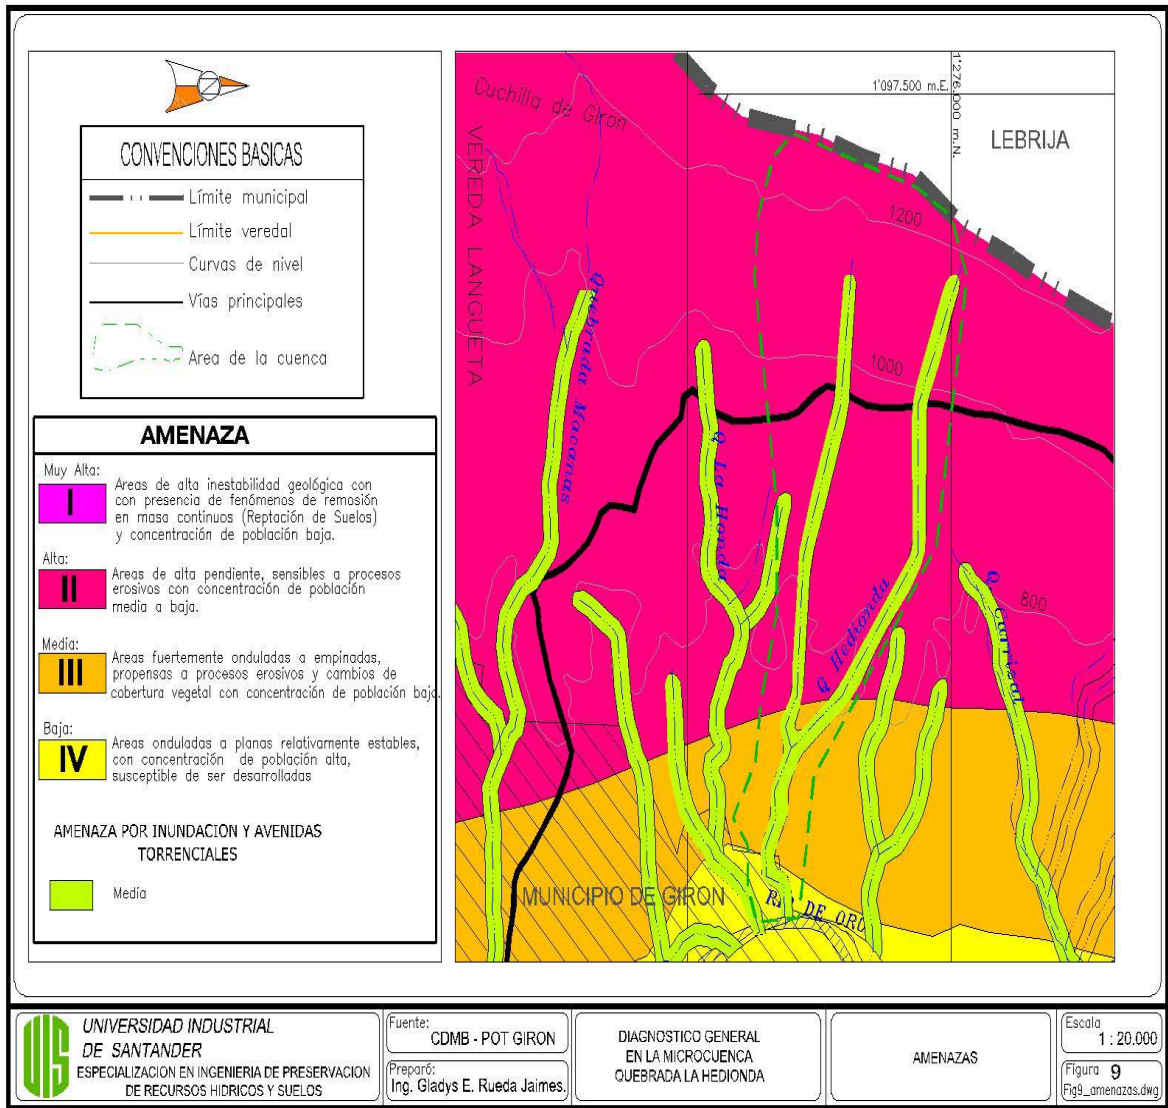 CONVENCIONES BASICAS
Límite municipal
Límite veredal
Curvas de nivel
Vías principales
Area de la cuenca
AMENAZA
Muy Alta:
I
Areas de alta inestabilidad geológica con
con presencia de fenómenos de remosión
en masa continuos (Reptación de Suelos)
y concentración de población baja.
Alta:
II
Areas de alta pendiente, sensibles a procesos
erosivos con concentración de población
media a baja.
Media:
III
Areas fuertemente onduladas a empinadas,
propensas a procesos erosivos y cambios de
cobertura vegetal con concentración de población baja.
Baja:
IV
Areas onduladas a planas relativamente estables,
con concentración de población alta,
susceptible de ser desarrolladas
AMENAZA POR INUNDACION Y AVENIDAS
TORRENCIALES
Media
Cuchilla de Giron
VEREDA LANGUETA
1'097.500 m.E.
1'276.000 m.N.
LEBRIJA
1200
1000
800
Quebrada Macanas
Q La Honda
Q Hedionda
Q Carrisal
MUNICIPIO DE GIRON
RIO DE ORO
UIS
UNIVERSIDAD INDUSTRIAL
DE SANTANDER
ESPECIALIZACION EN INGENIERIA DE PRESERVACION
DE RECURSOS HIDRICOS Y SUELOS
Fuente:
CDMB - POT GIRON
Preparó:
Ing. Gladys E. Rueda Jaimes.
DIAGNOSTICO GENERAL
EN LA MICROCUENCA
QUEBRADA LA HEDIONDA
AMENAZAS
Escala
1 : 20.000
Figura 9
Fig9_amenazas.dwg